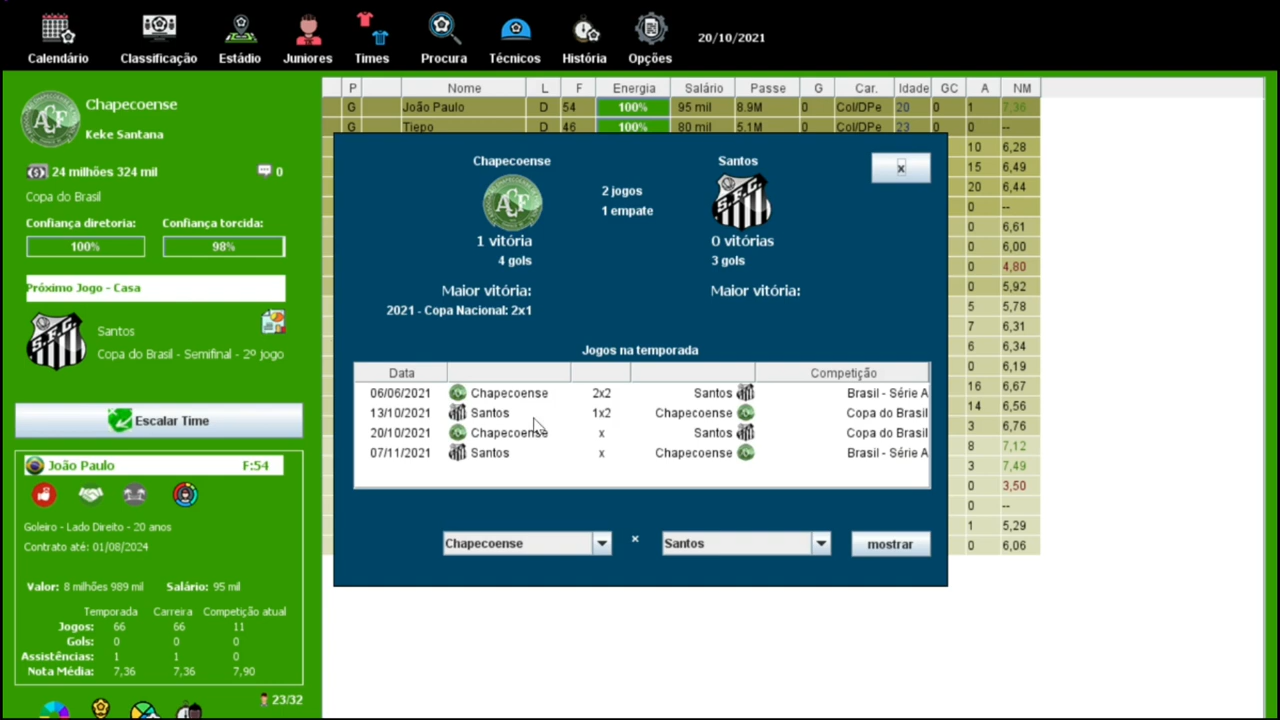 Calendário Classificação Estádio Juniores Times Procura Técnicos História Opções 20/10/2021
Chapecoense
Keke Santana
24 milhões 324 mil 0
Copa do Brasil
Confiança diretoria: Confiança torcida:
100% 98%
Próximo Jogo - Casa
Santos
Copa do Brasil - Semifinal - 2º jogo
Escalar Time
João Paulo F:54
Goleiro - Lado Direito - 20 anos
Contrato até: 01/08/2024
Valor: 8 milhões 989 mil Salário: 95 mil
Temporada Carreira Competição atual
Jogos: 66 66 11
Gols: 0 0 0
Assistências: 1 1 0
Nota Média: 7,36 7,36 7,90
23/32
P Nome L F Energia Salário Passe G Car. Idade GC A NM
G João Paulo D 54 100% 95 mil 8.9M 0 Col/DPe 20 0 1 7,36
G Tiepo D 46 100% 80 mil 5.1M 0 Col/DPe 23 0 0 --
10 6,28
15 6,49
20 6,44
0 --
0 6,61
0 6,00
0 4,80
0 5,92
5 5,78
7 6,31
6 6,34
0 6,19
16 6,67
14 6,56
3 6,76
8 7,12
3 7,49
0 3,50
0 --
1 5,29
0 6,06
Chapecoense Santos
x
2 jogos
1 empate
1 vitória 0 vitórias
4 gols 3 gols
Maior vitória: Maior vitória:
2021 - Copa Nacional: 2x1
Jogos na temporada
Data Competição
06/06/2021 Chapecoense 2x2 Santos Brasil - Série A
13/10/2021 Santos 1x2 Chapecoense Copa do Brasil
20/10/2021 Chapecoense x Santos Copa do Brasil
07/11/2021 Santos x Chapecoense Brasil - Série A
Chapecoense × Santos mostrar